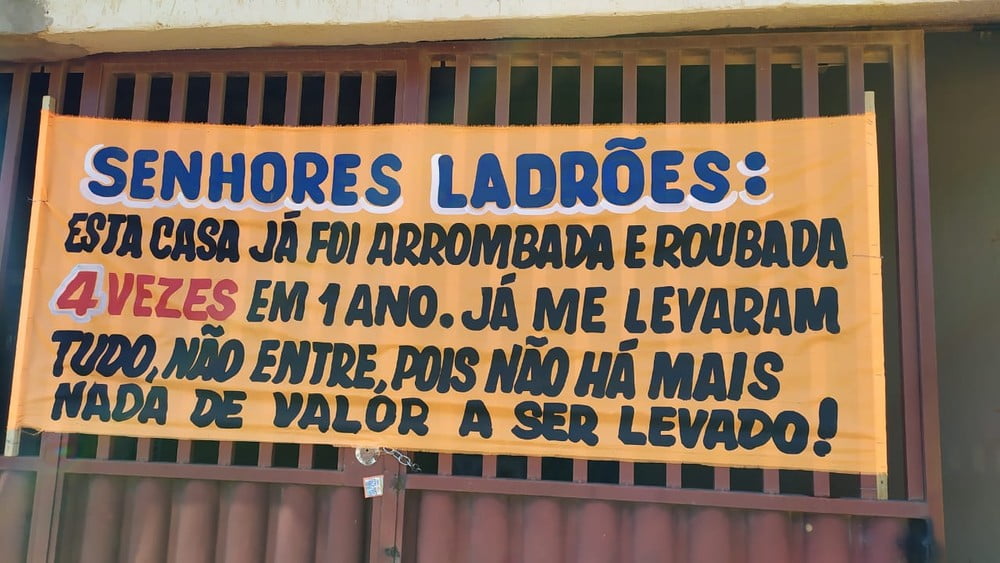 SENHORES LADRÕES:
ESTA CASA JÁ FOI ARROMBADA E ROUBADA
4 VEZES EM 1 ANO. JÁ ME LEVARAM
TUDO, NÃO ENTRE, POIS NÃO HÁ MAIS
NADA DE VALOR A SER LEVADO!